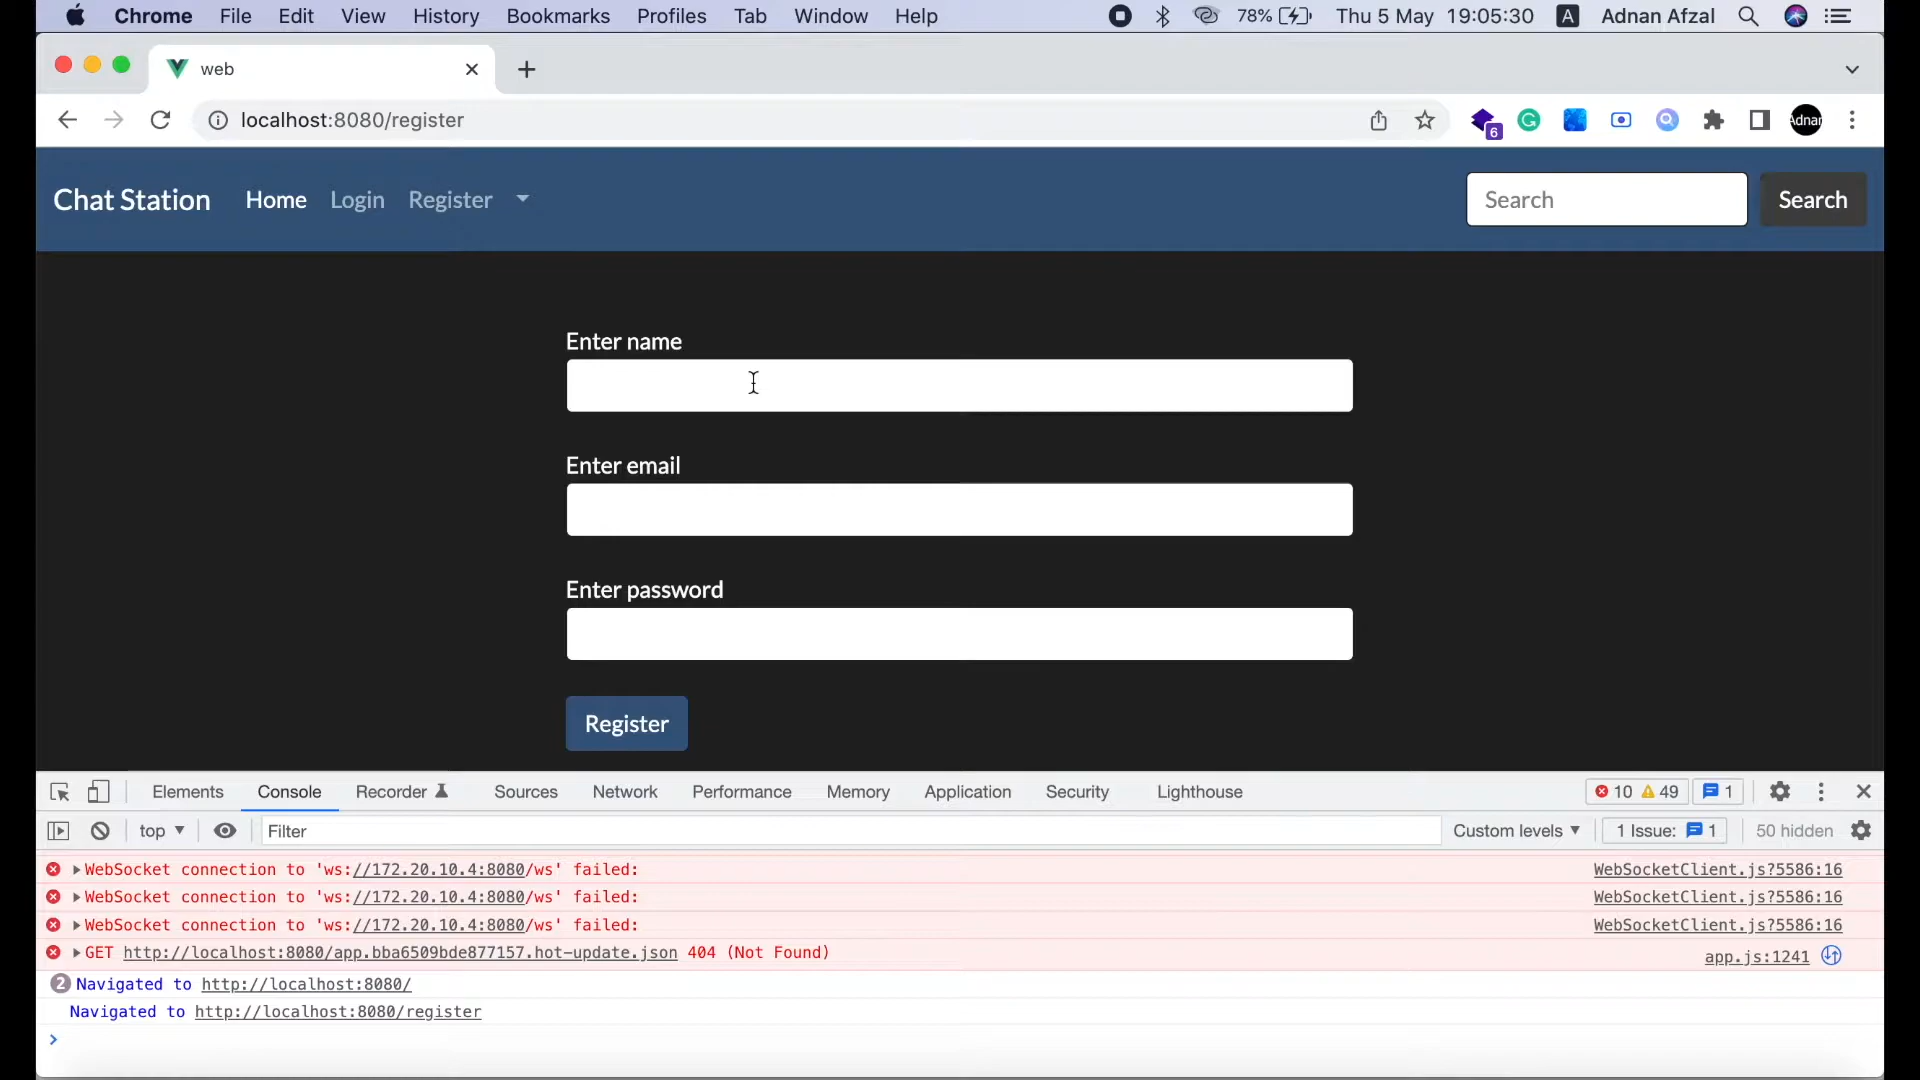 Chrome File Edit View History Bookmarks Profiles Tab Window Help 78% Thu 5 May 19:05:30 A Adnan Afzal
web
localhost:8080/register 6 Adnan
Chat Station Home Login Register Search Search
Enter name
Enter email
Enter password
Register
Elements Console Recorder Sources Network Performance Memory Application Security Lighthouse 10 49 1
top ▼ Filter Custom levels ▼ 1 Issue: 1 50 hidden
WebSocket connection to 'ws://172.20.10.4:8080/ws' failed: WebSocketClient.js?5586:16
WebSocket connection to 'ws://172.20.10.4:8080/ws' failed: WebSocketClient.js?5586:16
WebSocket connection to 'ws://172.20.10.4:8080/ws' failed: WebSocketClient.js?5586:16
GET http://localhost:8080/app.bba6509bde877157.hot-update.json 404 (Not Found) app.js:1241
2 Navigated to http://localhost:8080/
Navigated to http://localhost:8080/register